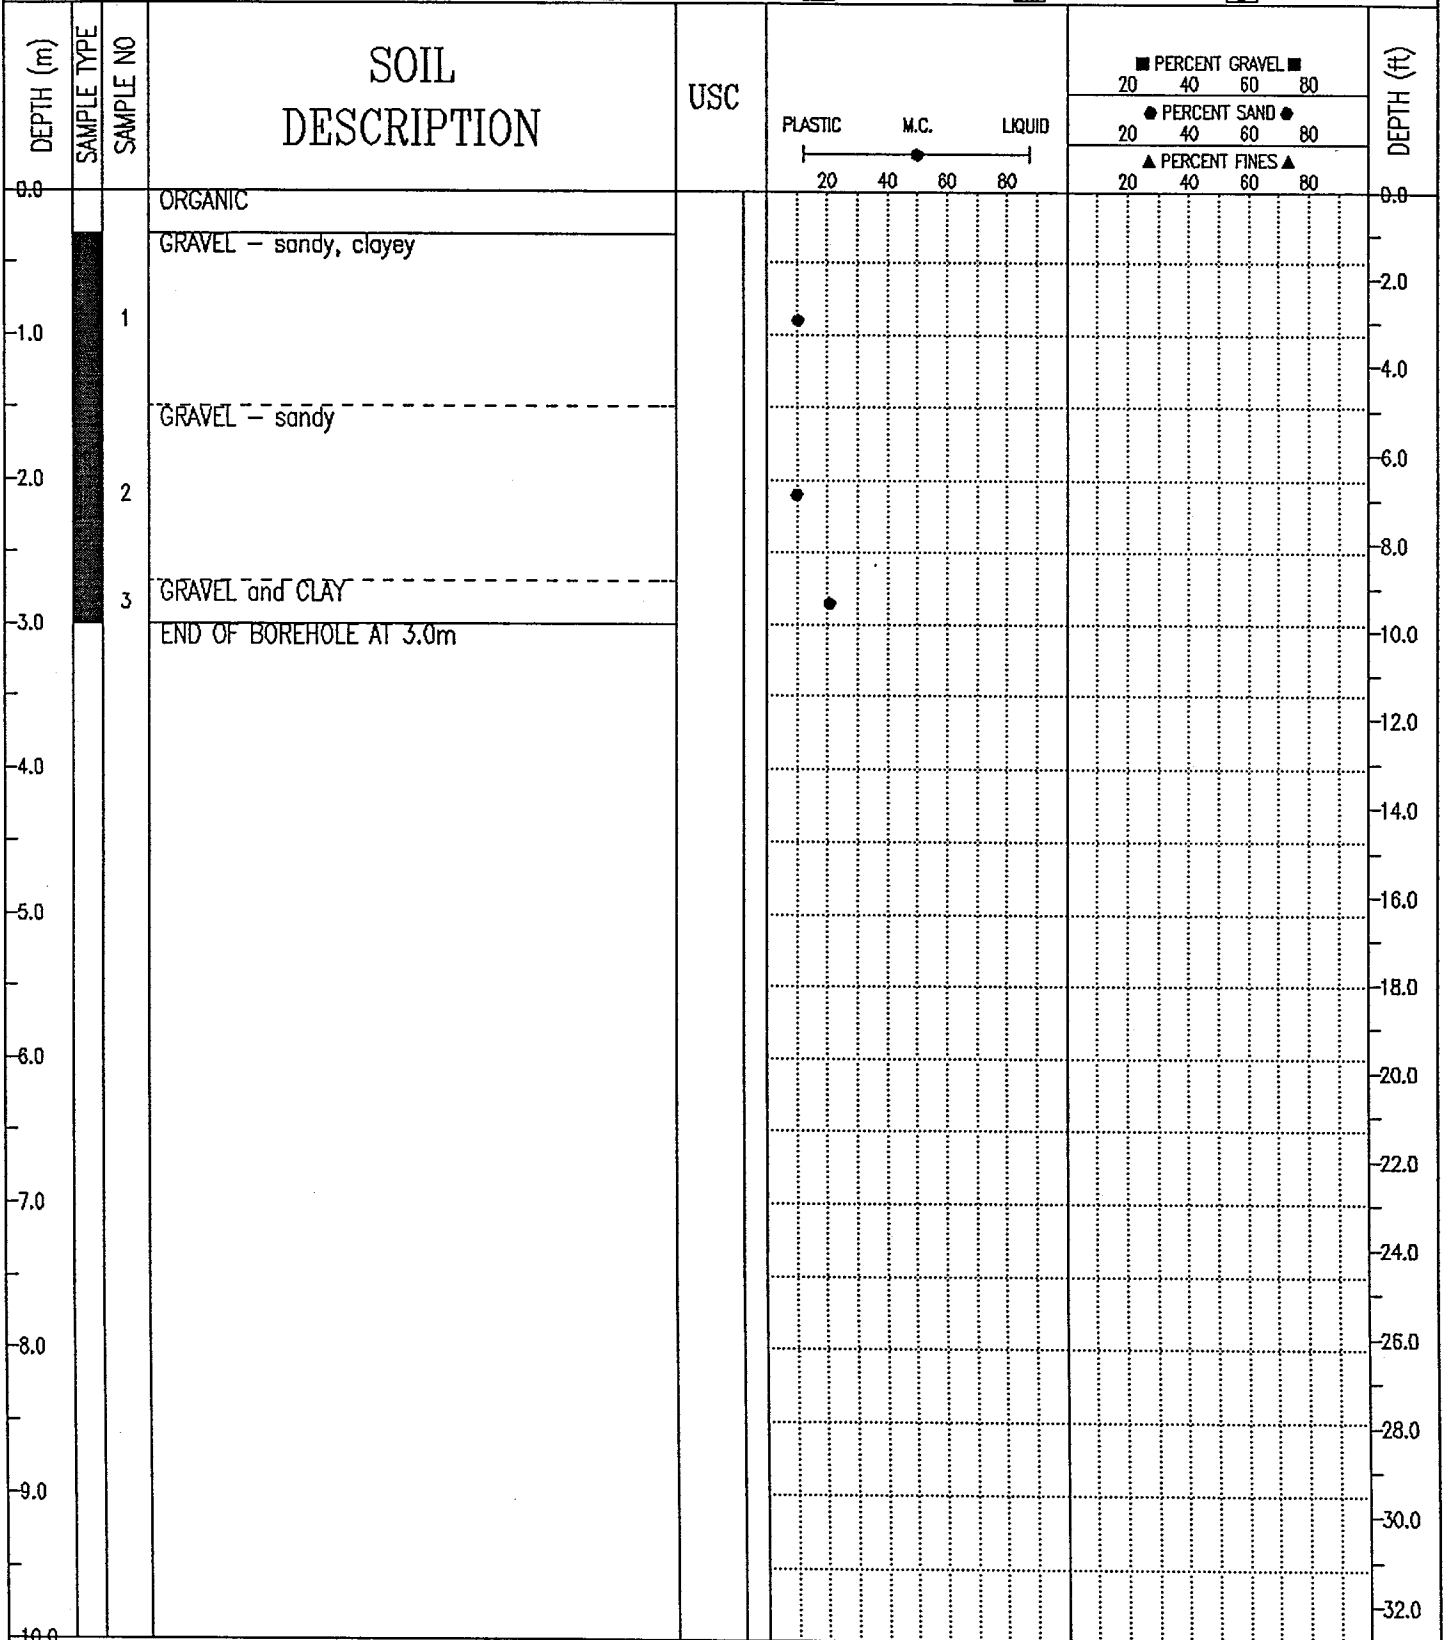 DEPTH (m)
SAMPLE TYPE
SAMPLE NO
SOIL
DESCRIPTION
USC
PLASTIC M.C. LIQUID
20 40 60 80
■ PERCENT GRAVEL ■
20 40 60 80
● PERCENT SAND ●
20 40 60 80
▲ PERCENT FINES ▲
20 40 60 80
DEPTH (ft)
0.0
ORGANIC
0.0
GRAVEL – sandy, clayey
2.0
1
1.0
4.0
GRAVEL – sandy
6.0
2.0
2
8.0
GRAVEL and CLAY
3
3.0
END OF BOREHOLE AT 3.0m
10.0
12.0
4.0
14.0
16.0
5.0
18.0
6.0
20.0
22.0
7.0
24.0
26.0
8.0
28.0
9.0
30.0
32.0
10.0